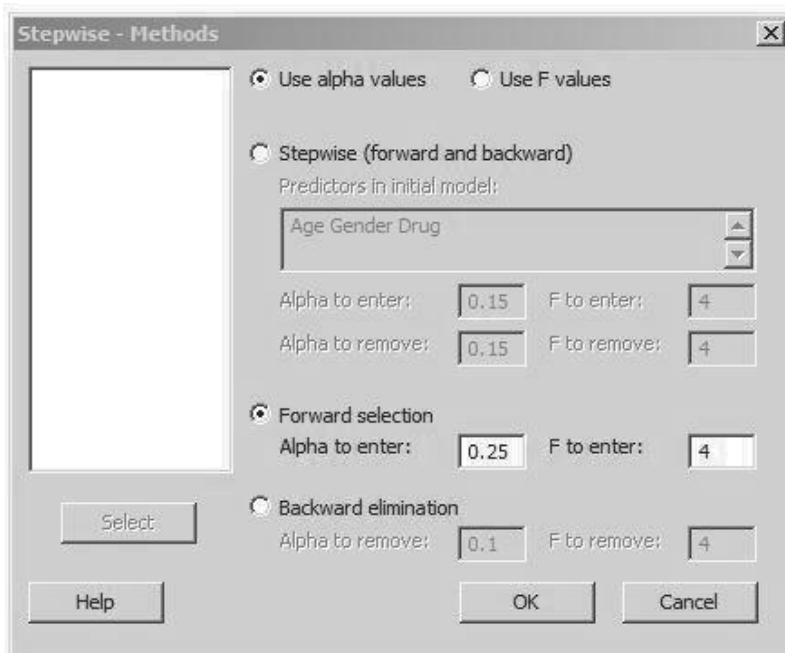 Stepwise - Methods
Use alpha values Use F values
Stepwise (forward and backward)
Predictors in initial model:
Age Gender Drug
Alpha to enter: 0.15 F to enter: 4
Alpha to remove: 0.15 F to remove: 4
Forward selection
Alpha to enter: 0.25 F to enter: 4
Select
Backward elimination
Alpha to remove: 0.1 F to remove: 4
Help OK Cancel